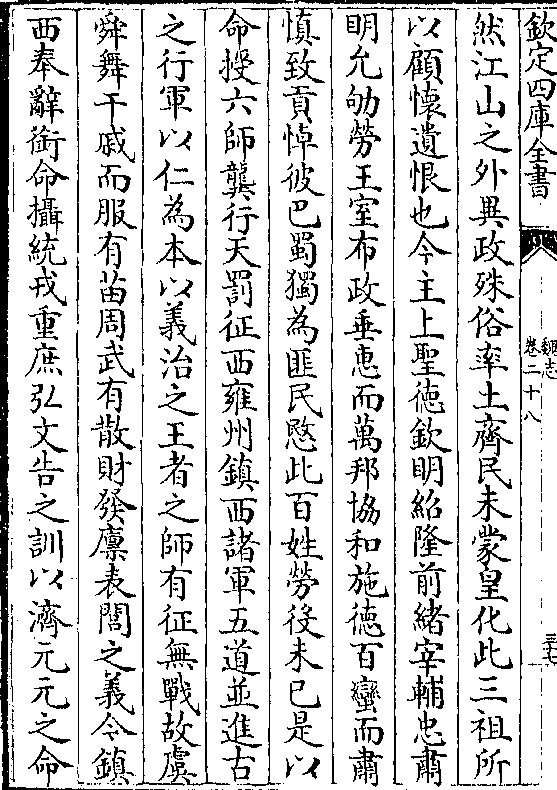 欽定四庫全書
魏志
卷二十八
三十
然江山之外異政殊俗率土齊民未蒙皇化此三祖所
以顧懷遺恨也今主上聖德欽明紹隆前緒宰輔忠肅
明允劬勞王室布政垂惠而萬邦協和施德百蠻而肅
慎致貢悼彼巴蜀獨為匪民愍此百姓勞役未已是以
命授六師龔行天罰征西雍州鎮西諸軍五道並進古
之行軍以仁為本以義治之王者之師有征無戰故虞
舜舞干戚而服有苗周武有散財發廩表閭之義今鎮
西奉辭銜命攝統戎重庶弘文告之訓以濟元元之命